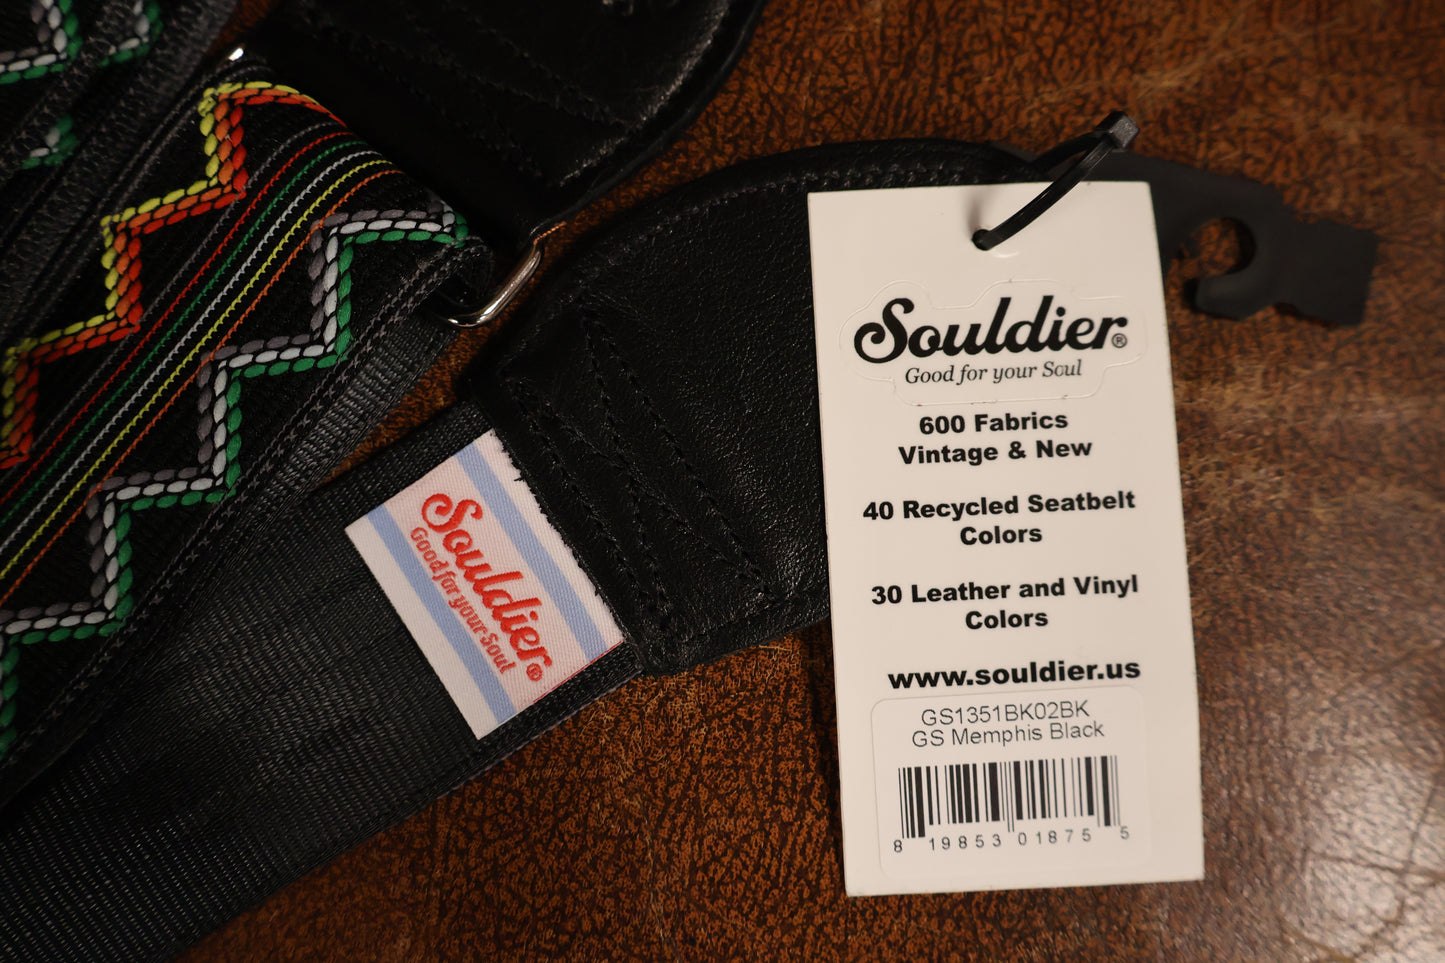 Souldier®
Good for your Soul
600 Fabrics
Vintage & New
40 Recycled Seatbelt
Colors
30 Leather and Vinyl
Colors
www.souldier.us
GS1351BK02BK
GS Memphis Black
8 19853 01875 5
Souldier®
Good for your Soul